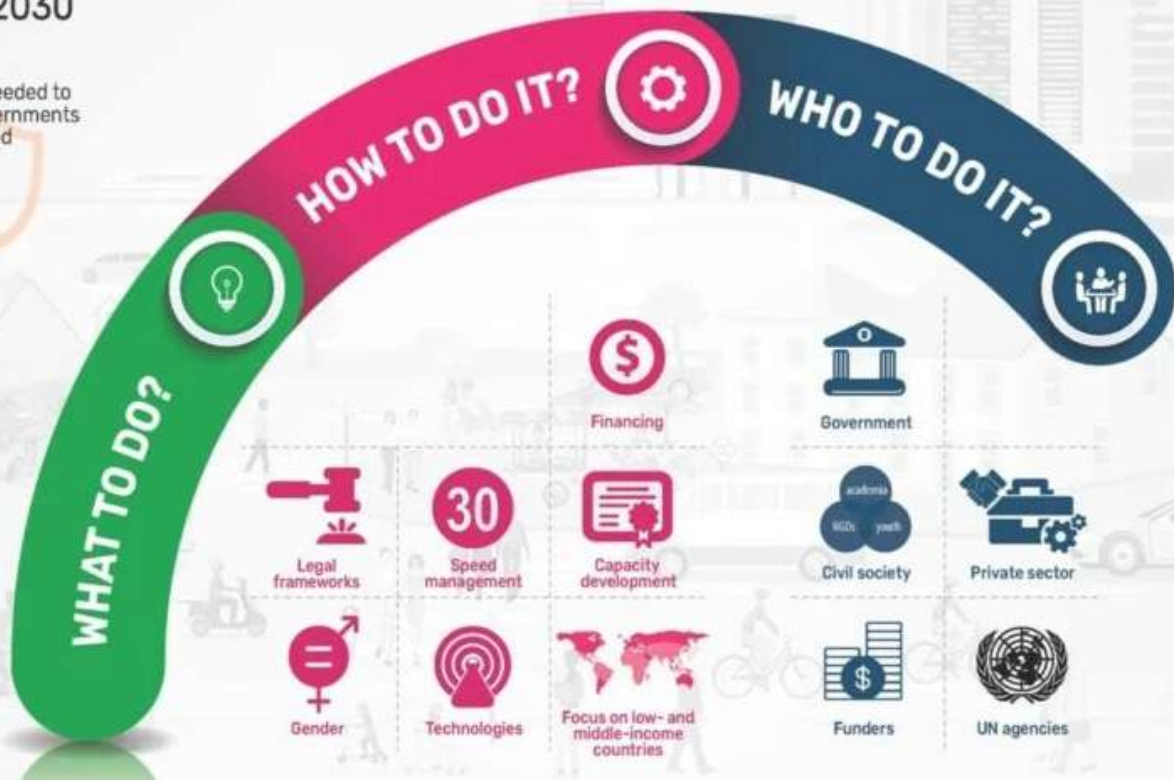 2030
eeded to
ernments
d
WHAT TO DO?
HOW TO DO IT?
WHO TO DO IT?
$
Financing
Government
Legal
frameworks
30
Speed
management
Capacity
development
academia
NGOs youth
Civil society
Private sector
Gender
Technologies
Focus on low- and
middle-income
countries
$
Funders
UN agencies